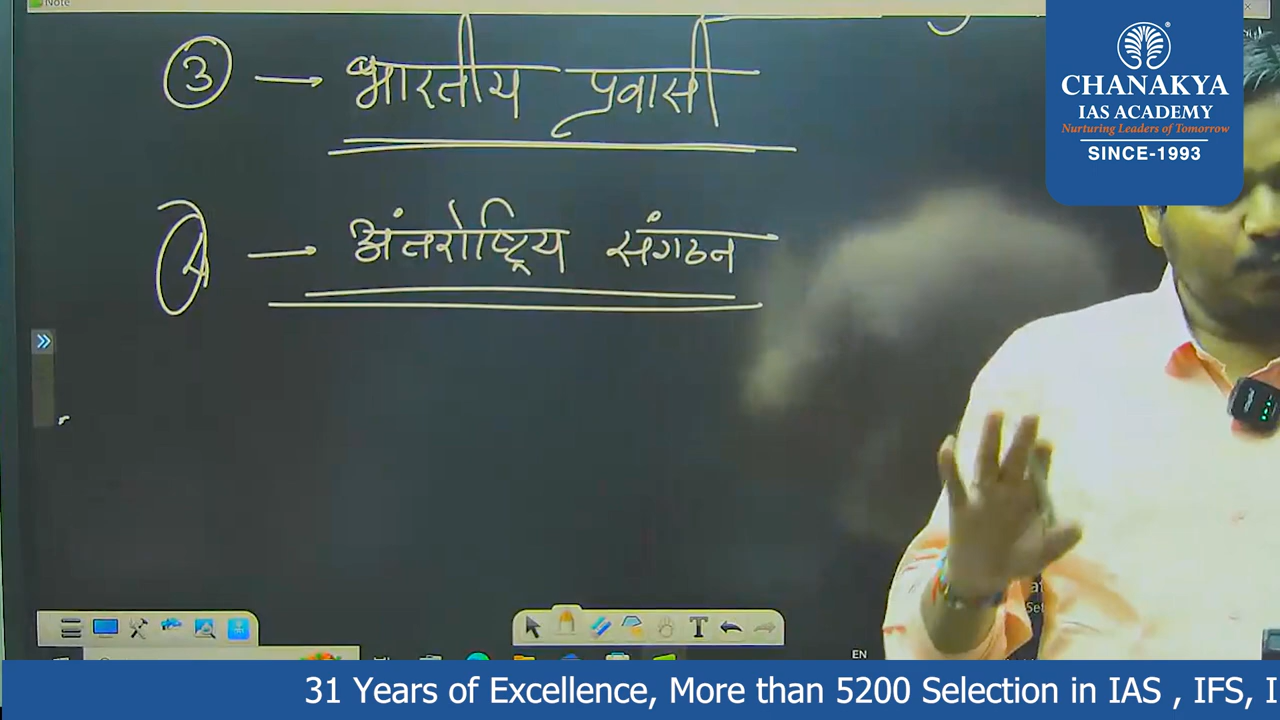 Note
③ → भारतीय प्रवासी
④ → अंतर्राष्ट्रिय संगठन
CHANAKYA
IAS ACADEMY
Nurturing Leaders of Tomorrow
SINCE-1993
T
EN
31 Years of Excellence, More than 5200 Selection in IAS , IFS, I